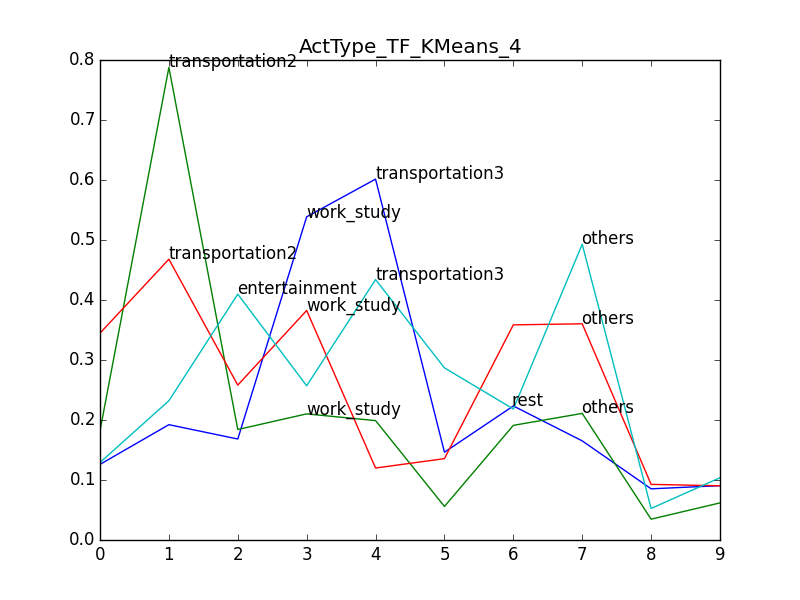 ActType_TF_KMeans_4
0.8
transportation2
0.7
0.6
transportation3
work_study
0.5
others
transportation2
transportation3
0.4
entertainment
work_study
others
0.3
rest
0.2
work_study
others
0.1
0.0
0 1 2 3 4 5 6 7 8 9